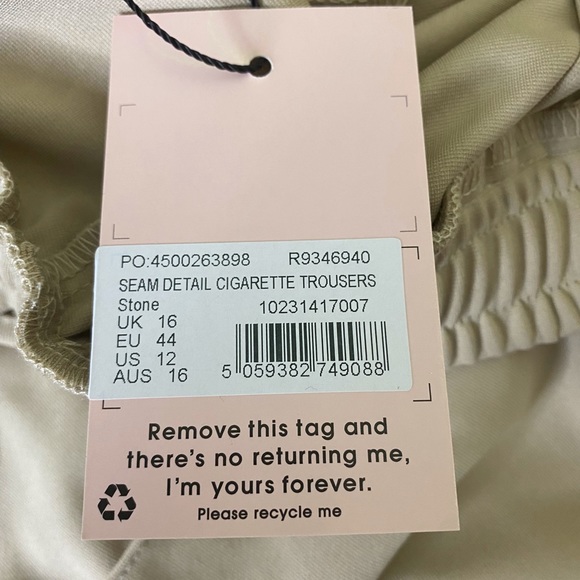 PO:4500263898 R9346940
SEAM DETAIL CIGARETTE TROUSERS
Stone 10231417007
UK 16
EU 44
US 12
AUS 16
5 059382 749088
Remove this tag and
there's no returning me,
I'm yours forever.
Please recycle me